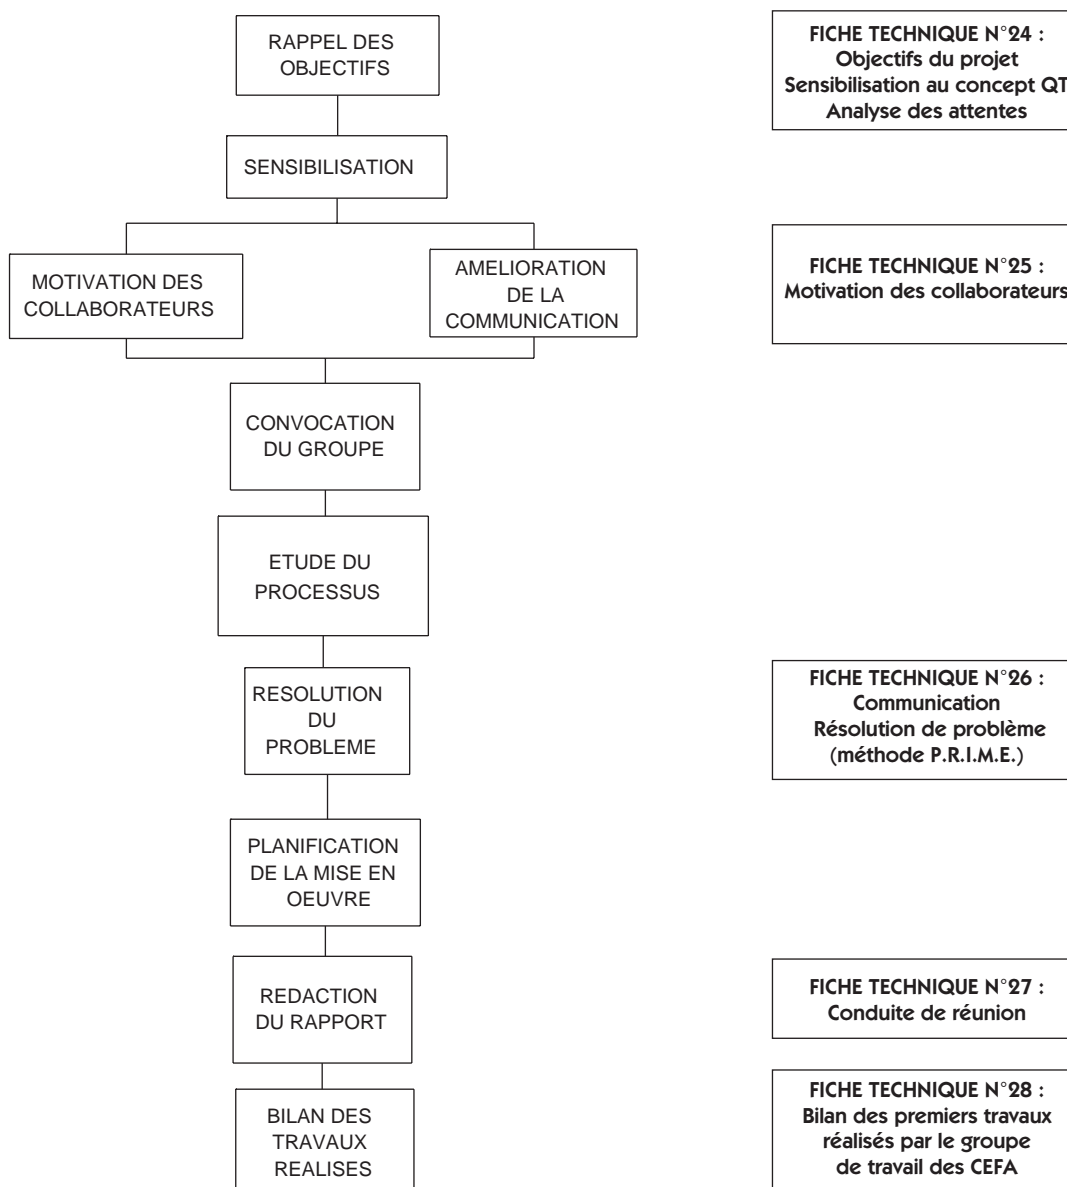 RAPPEL DES
OBJECTIFS
FICHE TECHNIQUE N°24 :
Objectifs du projet
Sensibilisation au concept QT
Analyse des attentes
SENSIBILISATION
MOTIVATION DES
COLLABORATEURS
AMELIORATION
DE LA
COMMUNICATION
FICHE TECHNIQUE N°25 :
Motivation des collaborateurs
CONVOCATION
DU GROUPE
ETUDE DU
PROCESSUS
RESOLUTION
DU
PROBLEME
FICHE TECHNIQUE N°26 :
Communication
Résolution de problème
(méthode P.R.I.M.E.)
PLANIFICATION
DE LA MISE EN
OEUVRE
REDACTION
DU RAPPORT
FICHE TECHNIQUE N°27 :
Conduite de réunion
BILAN DES
TRAVAUX
REALISES
FICHE TECHNIQUE N°28 :
Bilan des premiers travaux
réalisés par le groupe
de travail des CEFA